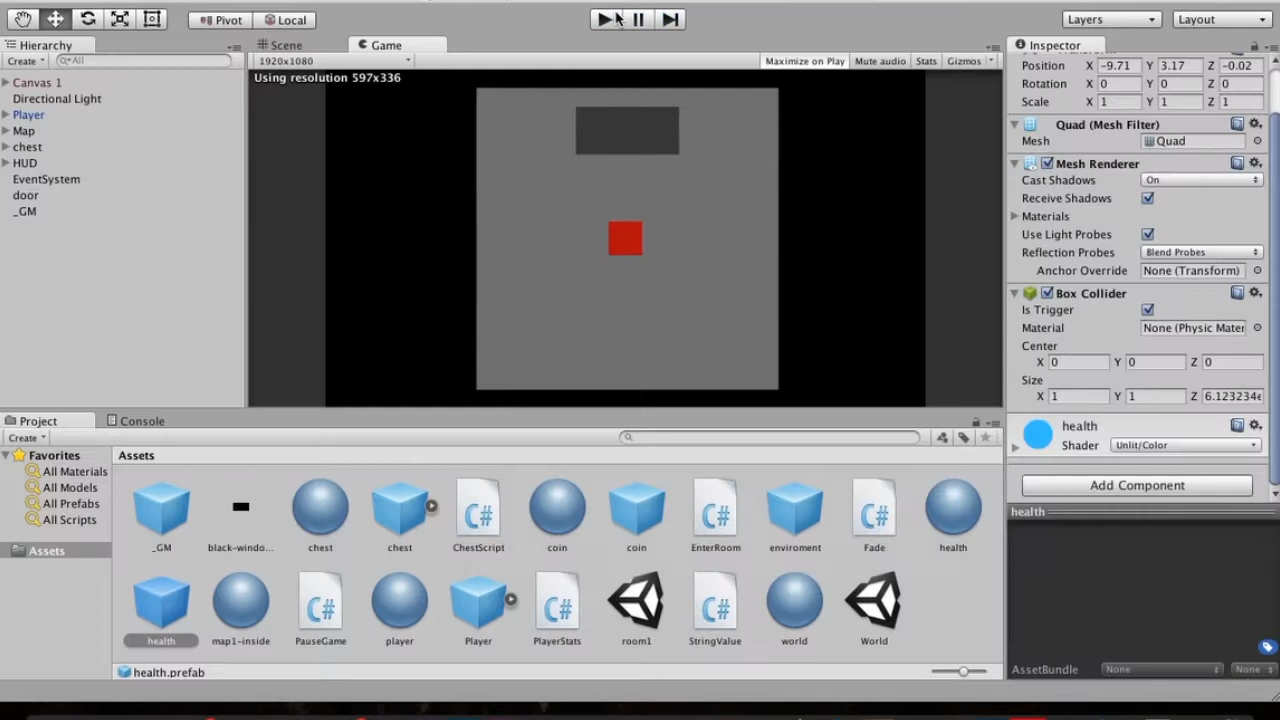 Pivot Local Layers Layout
Hierarchy Scene Game Inspector
Create All
1920x1080 Maximize on Play Mute audio Stats Gizmos
Using resolution 597x336
Canvas 1
Directional Light
Player
Map
chest
HUD
EventSystem
door
_GM
Position X -9.71 Y 3.17 Z -0.02
Rotation X 0 Y 0 Z 0
Scale X 1 Y 1 Z 1
Quad (Mesh Filter)
Mesh Quad
Mesh Renderer
Cast Shadows On
Receive Shadows
Materials
Use Light Probes
Reflection Probes Blend Probes
Anchor Override None (Transform)
Box Collider
Is Trigger
Material None (Physic Mater
Center
X 0 Y 0 Z 0
Size
X 1 Y 1 Z 6.123234e
health
Shader Unlit/Color
Add Component
health
AssetBundle None None
Project Console
Create
Favorites
All Materials
All Models
All Prefabs
All Scripts
Assets
Assets
_GM black-windo... chest chest ChestScript coin coin EnterRoom enviroment Fade health
health map1-inside PauseGame player Player PlayerStats room1 StringValue world World
health.prefab